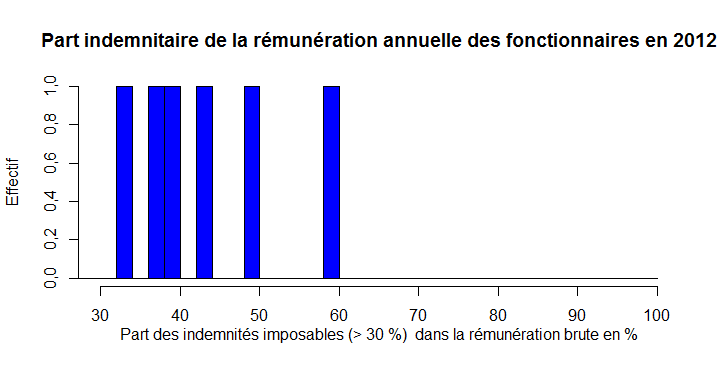 Part indemnitaire de la rémunération annuelle des fonctionnaires en 2012
Effectif
1,0
0,8
0,6
0,4
0,2
0,0
30 40 50 60 70 80 90 100
Part des indemnités imposables (> 30 %) dans la rémunération brute en %